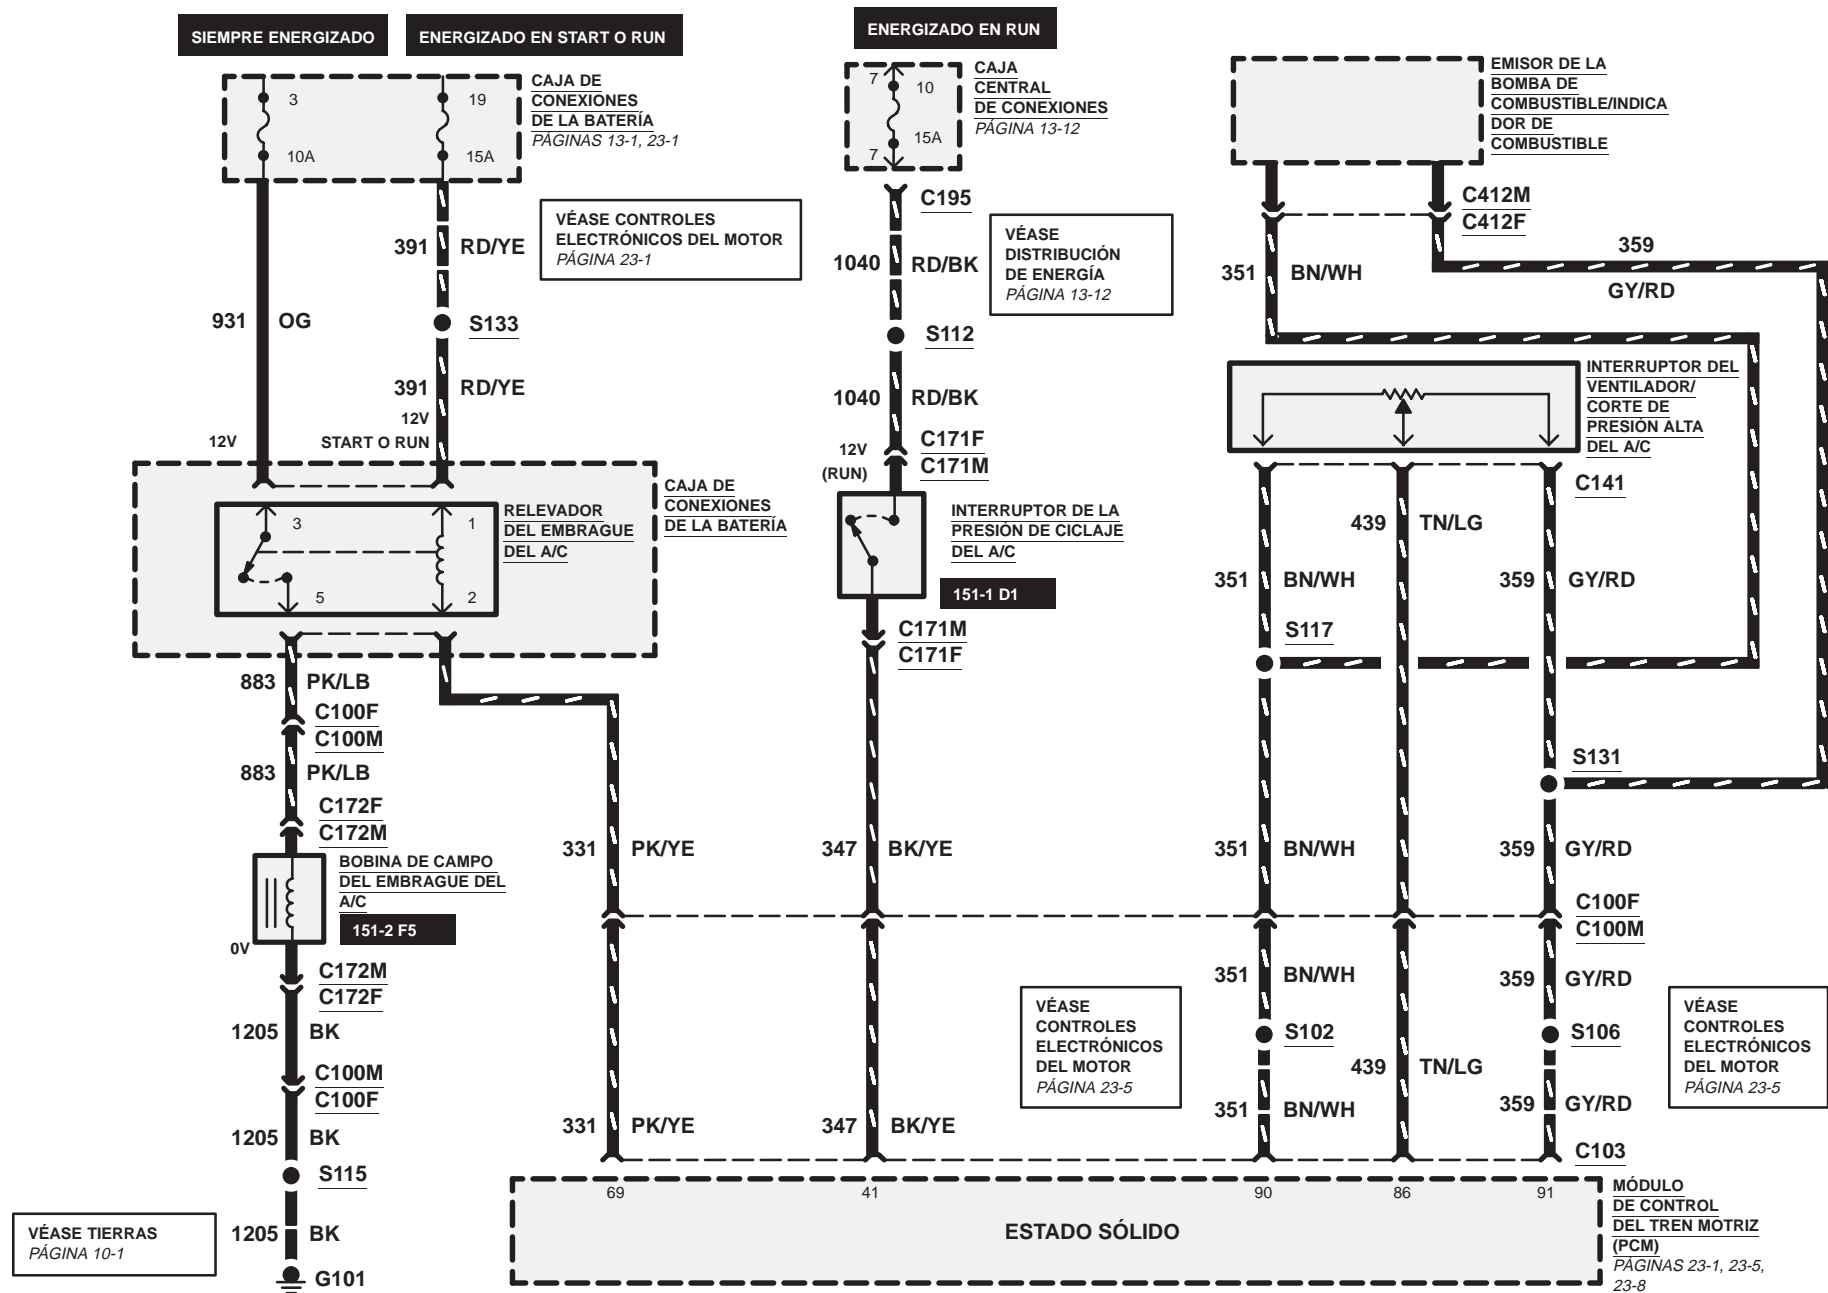 SIEMPRE ENERGIZADO
ENERGIZADO EN START O RUN
ENERGIZADO EN RUN
3
10A
19
15A
CAJA DE
CONEXIONES
DE LA BATERÍA
PÁGINAS 13-1, 23-1
7
10
15A
7
CAJA
CENTRAL
DE CONEXIONES
PÁGINA 13-12
EMISOR DE LA
BOMBA DE
COMBUSTIBLE/INDICA
DOR DE
COMBUSTIBLE
C195
C412M
C412F
VÉASE CONTROLES
ELECTRÓNICOS DEL MOTOR
PÁGINA 23-1
VÉASE
DISTRIBUCIÓN
DE ENERGÍA
PÁGINA 13-12
391 RD/YE
1040 RD/BK
351 BN/WH
359
GY/RD
931 OG
S133
S112
391 RD/YE
1040 RD/BK
12V
12V
START O RUN
C171F
C171M
12V
(RUN)
INTERRUPTOR DEL
VENTILADOR/
CORTE DE
PRESIÓN ALTA
DEL A/C
C141
CAJA DE
CONEXIONES
DE LA BATERÍA
3
1
5
2
RELEVADOR
DEL EMBRAGUE
DEL A/C
INTERRUPTOR DE LA
PRESIÓN DE CICLAJE
DEL A/C
151-1 D1
439 TN/LG
351 BN/WH
359 GY/RD
C171M
C171F
S117
883 PK/LB
C100F
C100M
883 PK/LB
S131
C172F
C172M
BOBINA DE CAMPO
DEL EMBRAGUE DEL
A/C
151-2 F5
0V
331 PK/YE
347 BK/YE
351 BN/WH
359 GY/RD
C100F
C100M
C172M
C172F
351 BN/WH
359 GY/RD
1205 BK
VÉASE
CONTROLES
ELECTRÓNICOS
DEL MOTOR
PÁGINA 23-5
S102
S106
VÉASE
CONTROLES
ELECTRÓNICOS
DEL MOTOR
PÁGINA 23-5
C100M
C100F
439 TN/LG
1205 BK
331 PK/YE
347 BK/YE
351 BN/WH
359 GY/RD
C103
S115
69
41
90
86
91
ESTADO SÓLIDO
MÓDULO
DE CONTROL
DEL TREN MOTRIZ
(PCM)
PÁGINAS 23-1, 23-5,
23-8
VÉASE TIERRAS
PÁGINA 10-1
1205 BK
G101